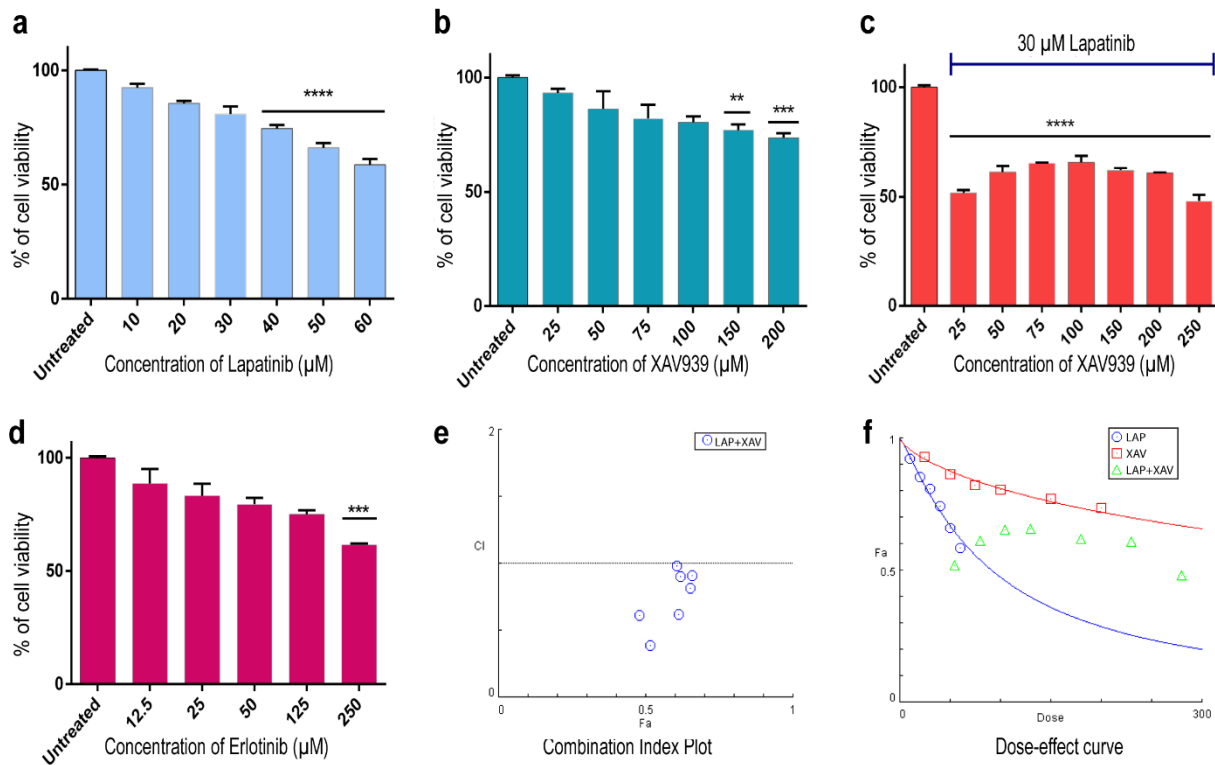 a
100
50
0
% of cell viability
****
Untreated
10
20
30
40
50
60
Concentration of Lapatinib (µM)
b
100
50
0
% of cell viability
**
***
Untreated
25
50
75
100
150
200
Concentration of XAV939 (µM)
c
30 µM Lapatinib
100
50
0
% of cell viability
****
Untreated
25
50
75
100
150
200
250
Concentration of XAV939 (µM)
d
100
50
0
% of cell viability
***
Untreated
12.5
25
50
125
250
Concentration of Erlotinib (µM)
e
2
LAP+XAV
CI
0
0
0.5
1
Fa
Combination Index Plot
f
1
LAP
XAV
LAP+XAV
Fa
0.5
0
0
Dose
300
Dose-effect curve